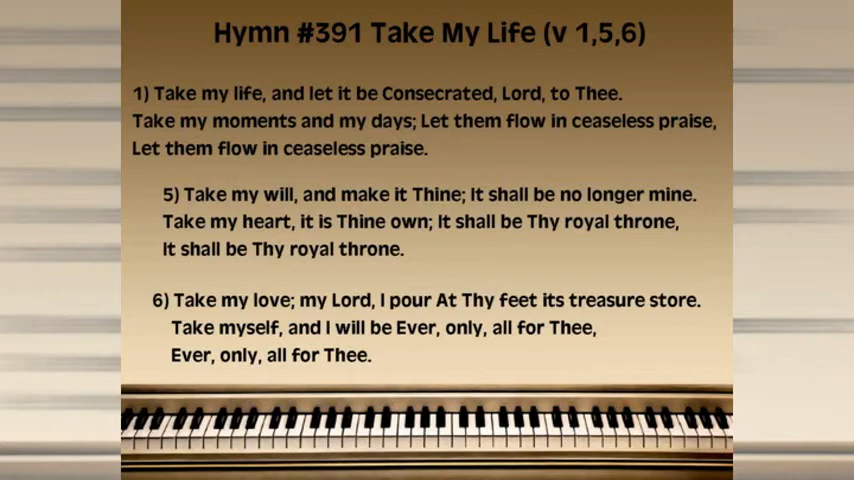 Hymn #391 Take My Life (v 1,5,6)
1) Take my life, and let it be Consecrated, Lord, to Thee.
Take my moments and my days; Let them flow in ceaseless praise,
Let them flow in ceaseless praise.
5) Take my will, and make it Thine; It shall be no longer mine.
Take my heart, it is Thine own; It shall be Thy royal throne,
It shall be Thy royal throne.
6) Take my love; my Lord, I pour At Thy feet its treasure store.
Take myself, and I will be Ever, only, all for Thee,
Ever, only, all for Thee.